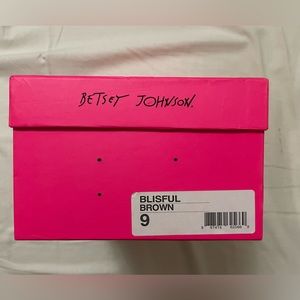 BETSEY JOHNSON.
BLISFUL
BROWN
9